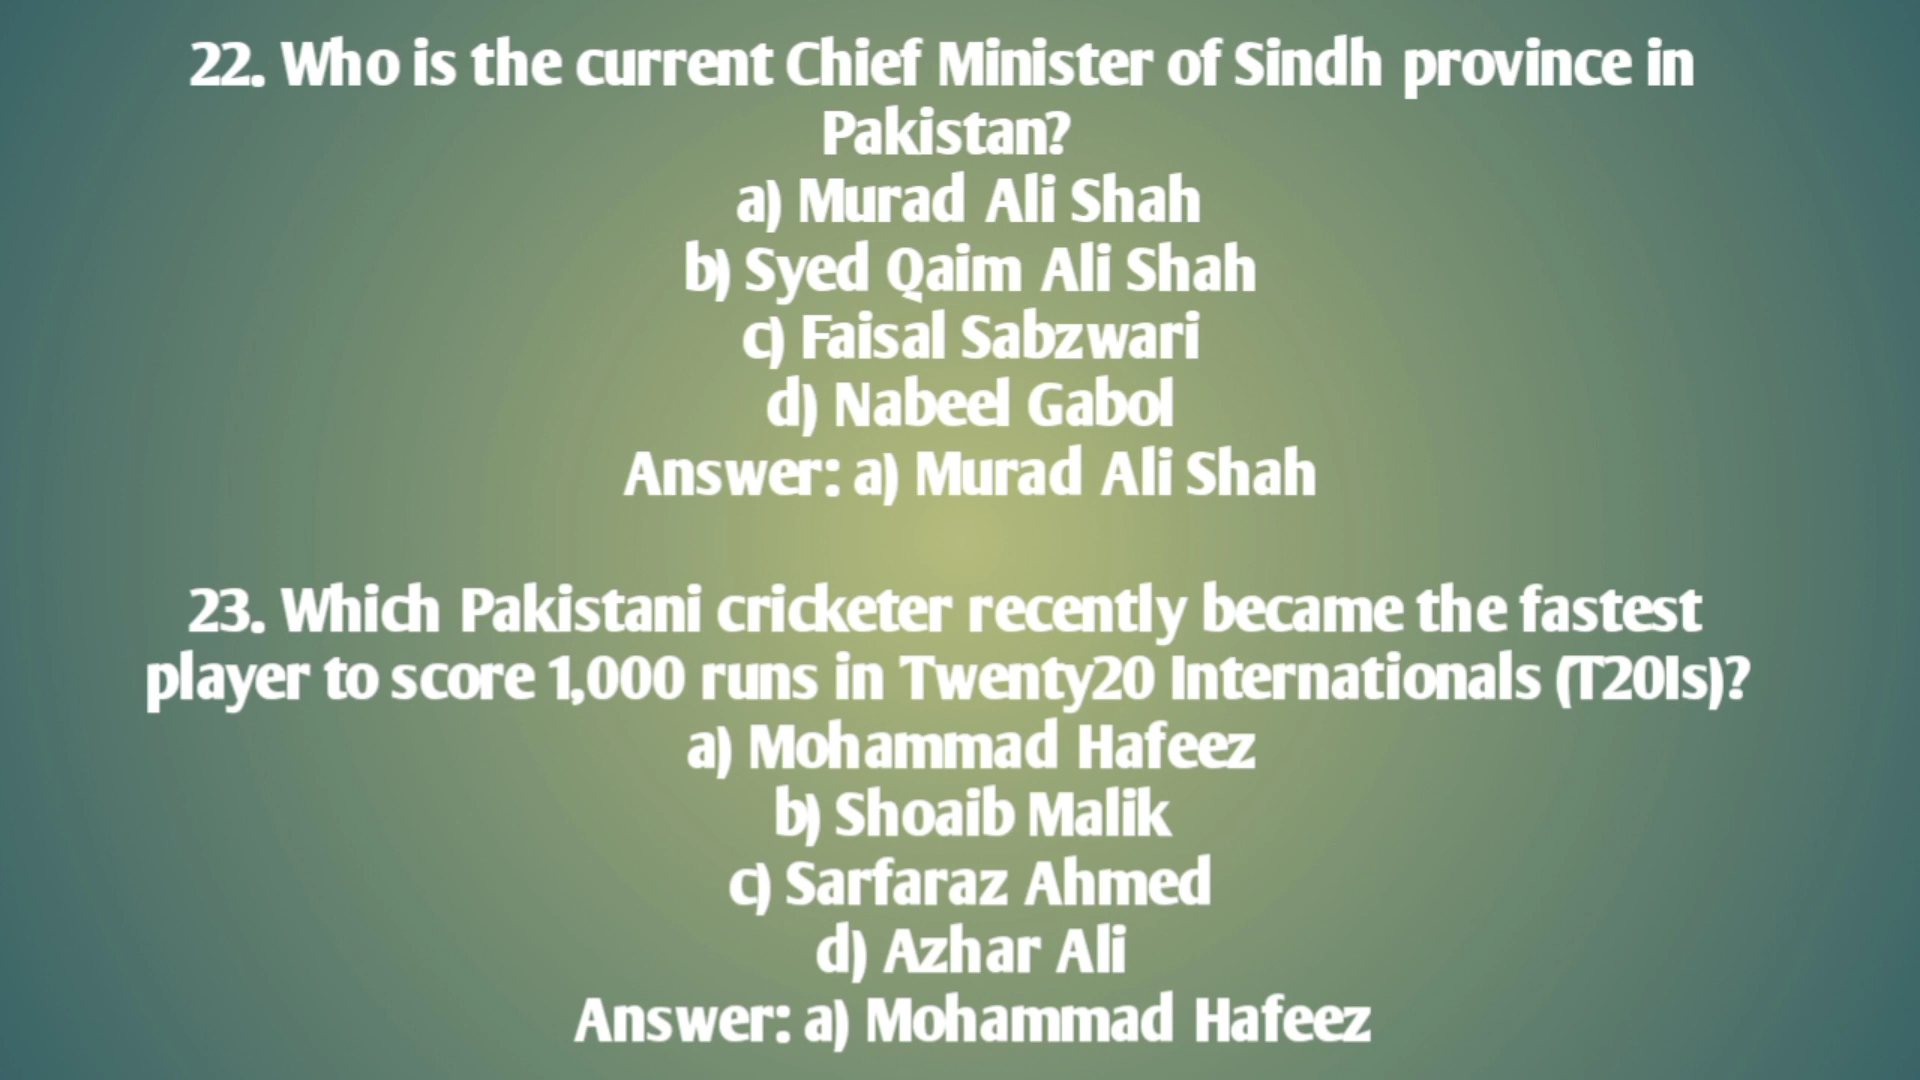 22. Who is the current Chief Minister of Sindh province in
Pakistan?
a) Murad Ali Shah
b) Syed Qaim Ali Shah
c) Faisal Sabzwari
d) Nabeel Gabol
Answer: a) Murad Ali Shah
23. Which Pakistani cricketer recently became the fastest
player to score 1,000 runs in Twenty20 Internationals (T20Is)?
a) Mohammad Hafeez
b) Shoaib Malik
c) Sarfaraz Ahmed
d) Azhar Ali
Answer: a) Mohammad Hafeez